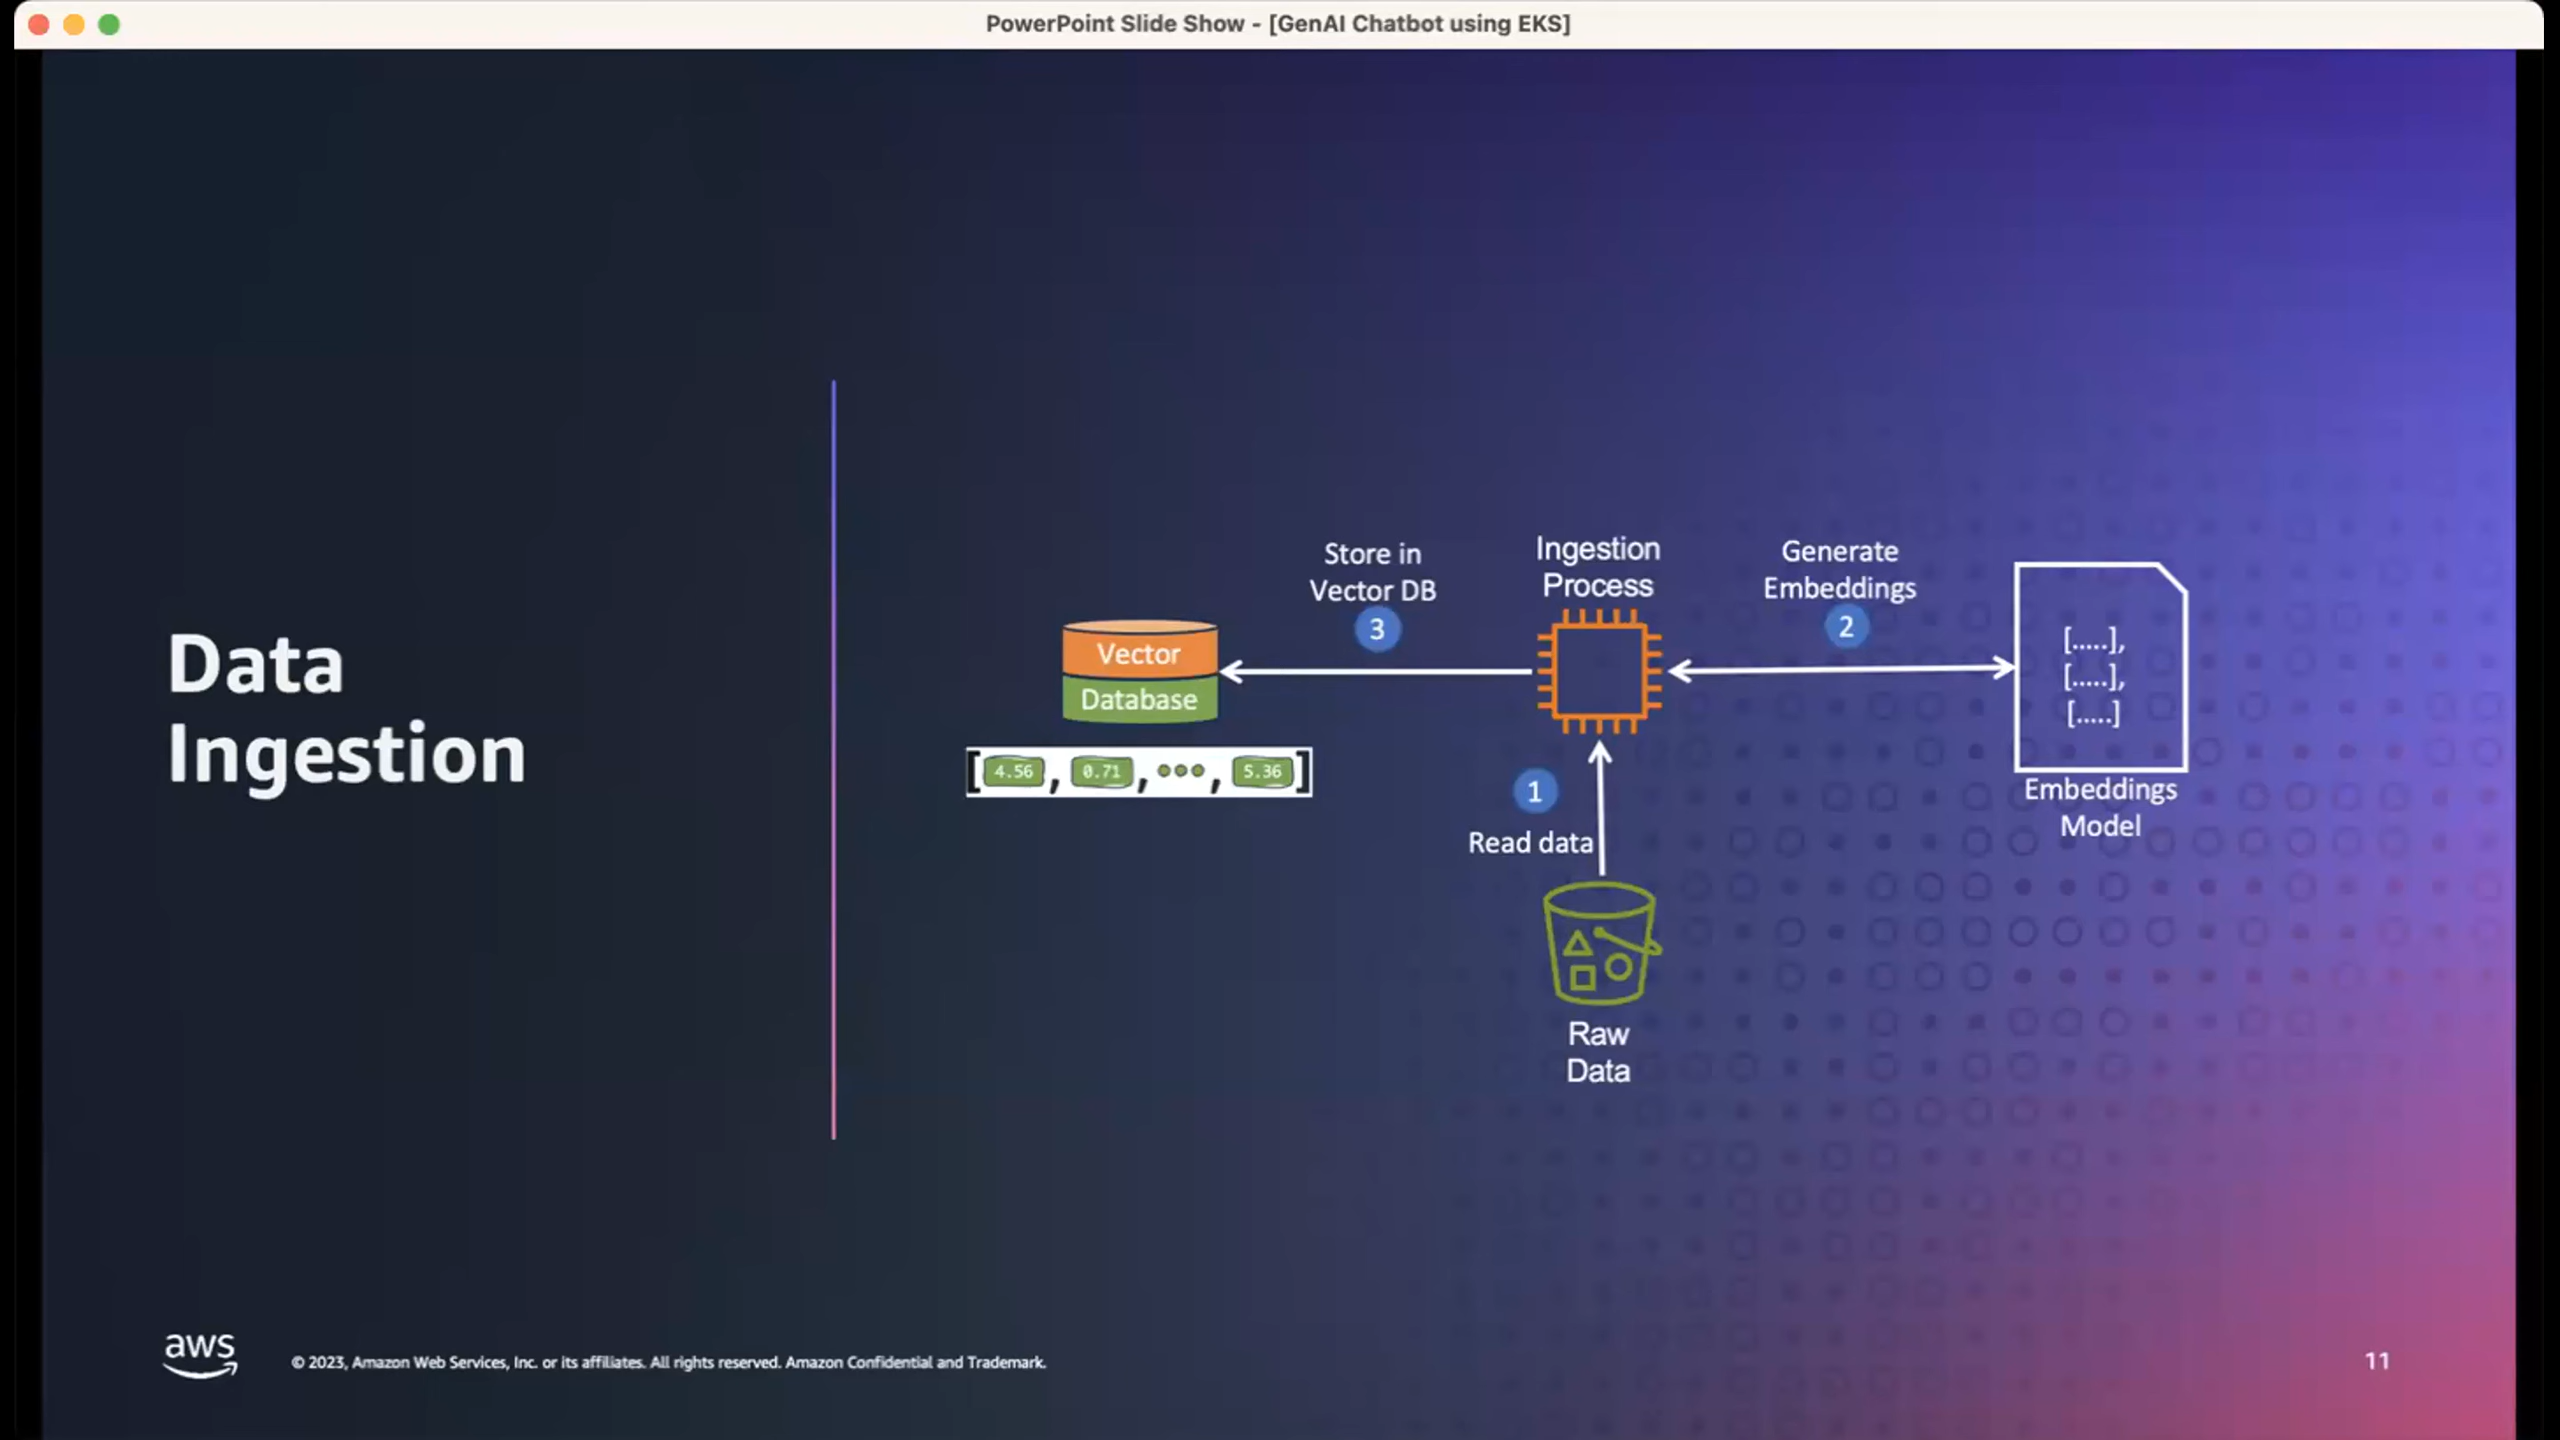 PowerPoint Slide Show - [GenAI Chatbot using EKS]
Data
Ingestion
Store in
Vector DB
3
Ingestion
Process
Generate
Embeddings
2
Vector
Database
[4.56, 0.71, •••, 5.36]
[.....],
[.....],
[.....]
Embeddings
Model
1
Read data
Raw
Data
aws
© 2023, Amazon Web Services, Inc. or its affiliates. All rights reserved. Amazon Confidential and Trademark.
11